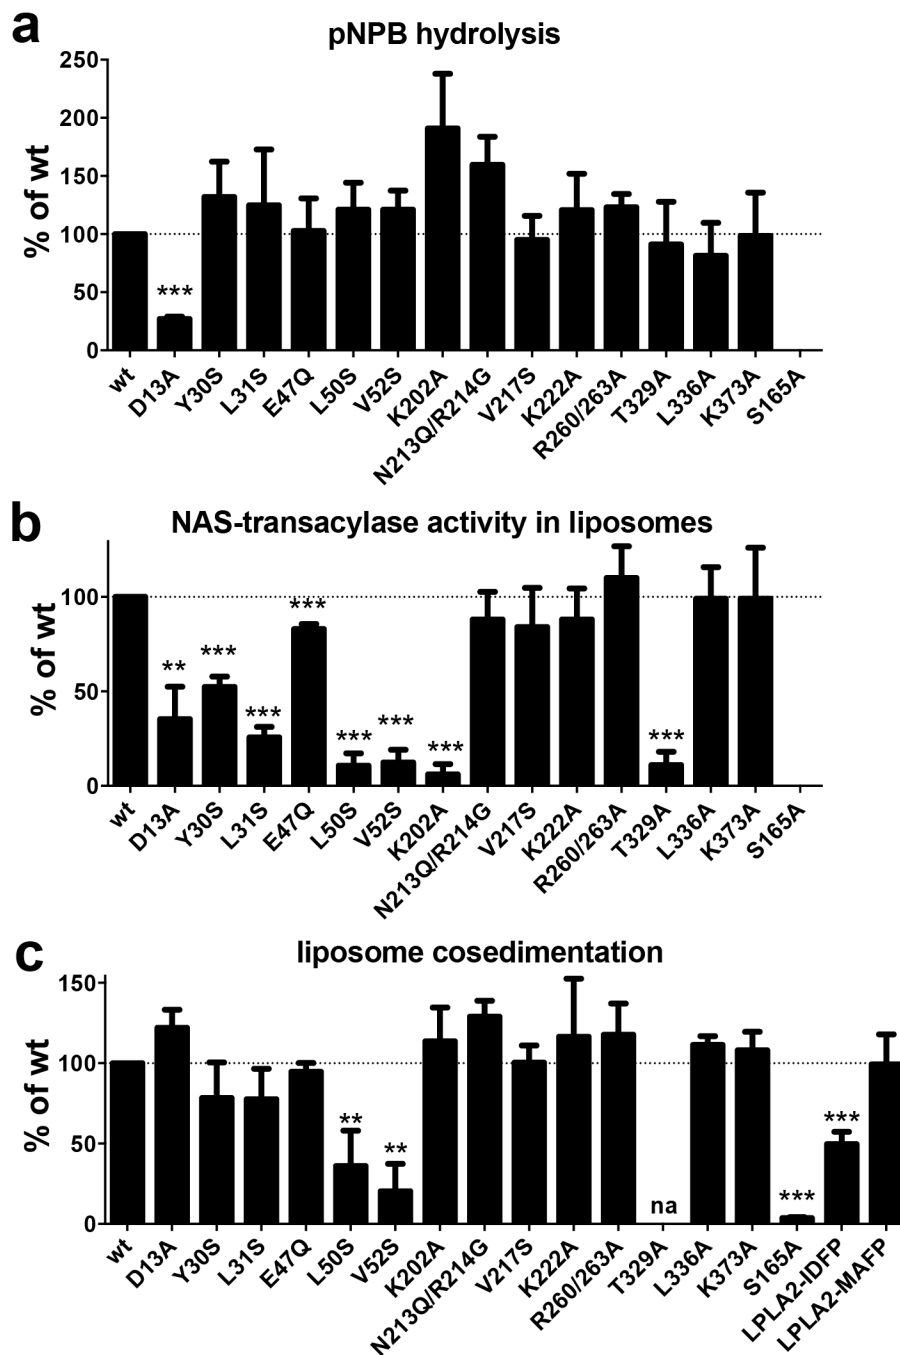 a
pNPB hydrolysis
% of wt
250
200
150
100
50
0
***
wt
D13A
Y30S
L31S
E47Q
L50S
V52S
K202A
N213Q/R214G
V217S
K222A
R260/263A
T329A
L336A
K373A
S165A
b
NAS-transacylase activity in liposomes
% of wt
100
50
0
**
***
***
***
***
***
***
***
wt
D13A
Y30S
L31S
E47Q
L50S
V52S
K202A
N213Q/R214G
V217S
K222A
R260/263A
T329A
L336A
K373A
S165A
c
liposome cosedimentation
% of wt
150
100
50
0
**
**
na
***
***
wt
D13A
Y30S
L31S
E47Q
L50S
V52S
K202A
N213Q/R214G
V217S
K222A
R260/263A
T329A
L336A
K373A
S165A
LPLA2-IDFP
LPLA2-MAFP